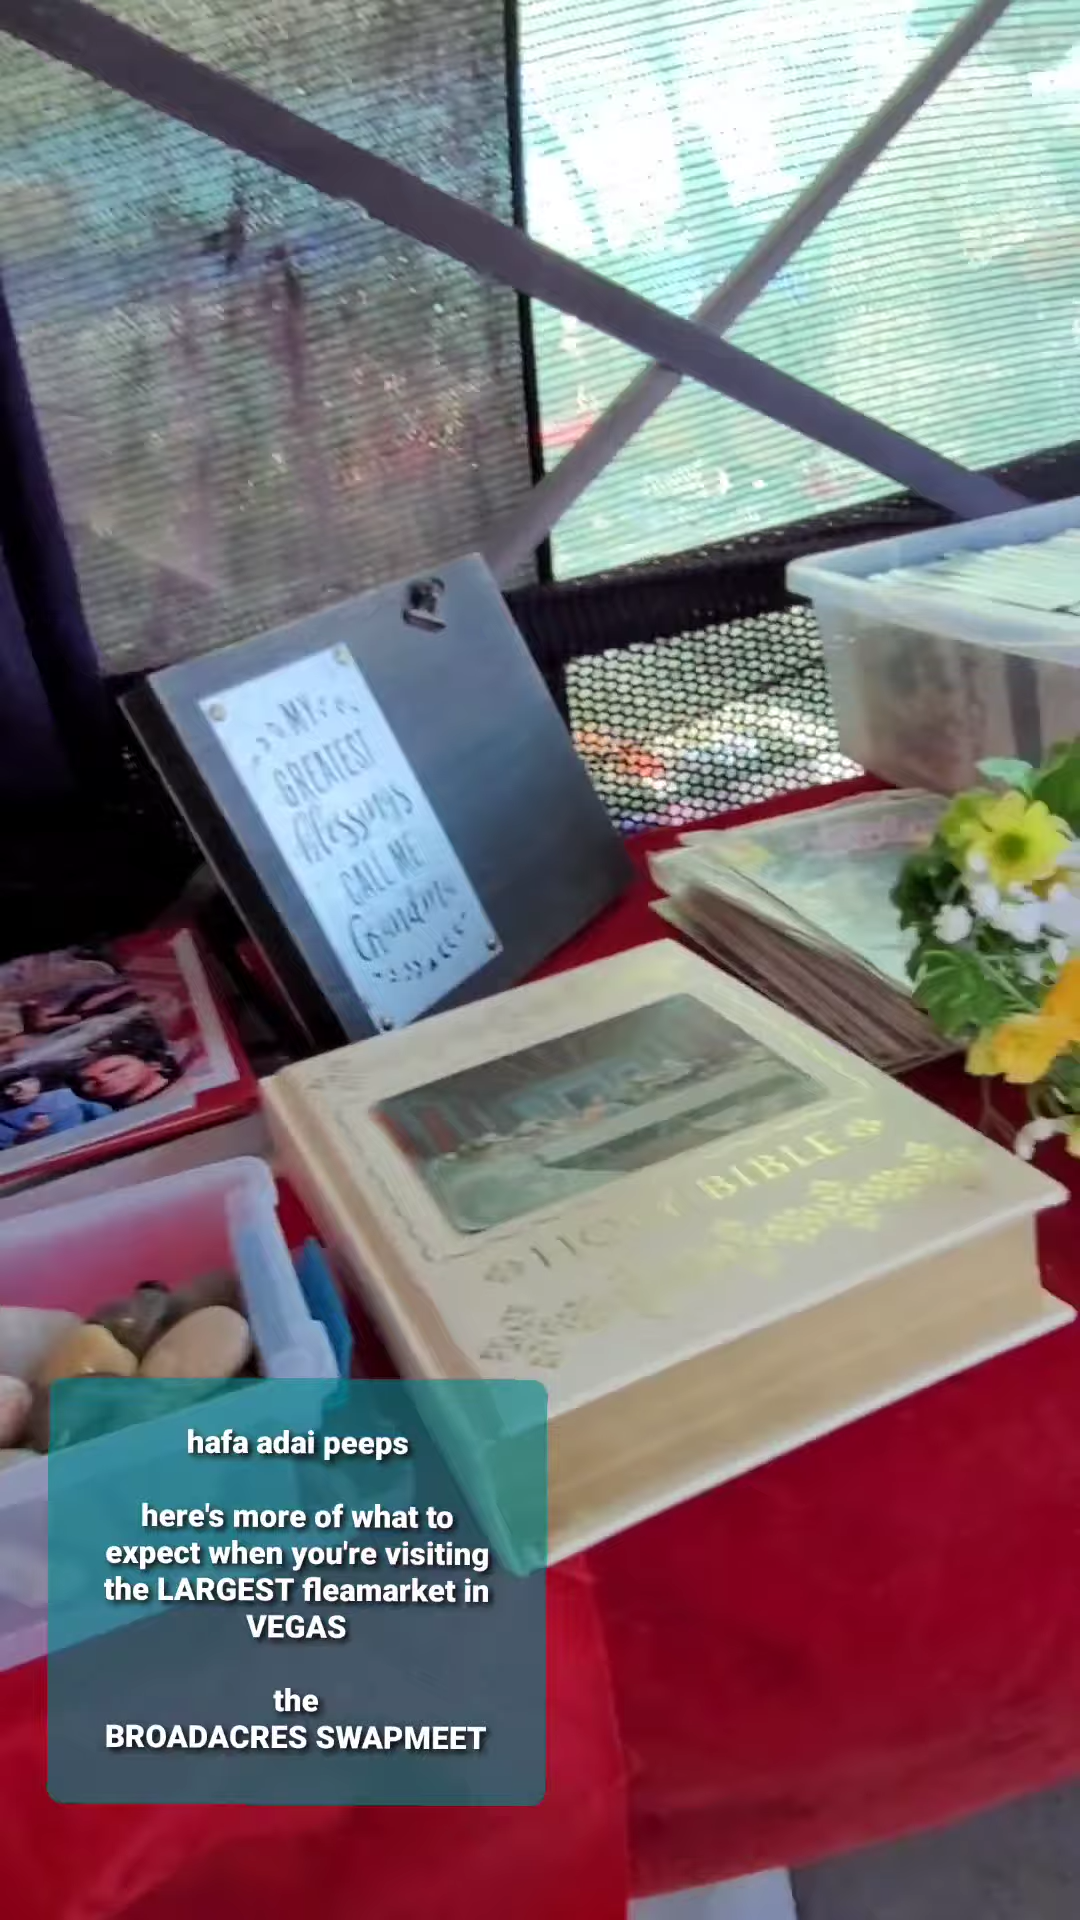 MY
GREATEST
Blessings
CALL ME
Grandma
HOLY BIBLE
hafa adai peeps
here's more of what to
expect when you're visiting
the LARGEST fleamarket in
VEGAS
the
BROADACRES SWAPMEET